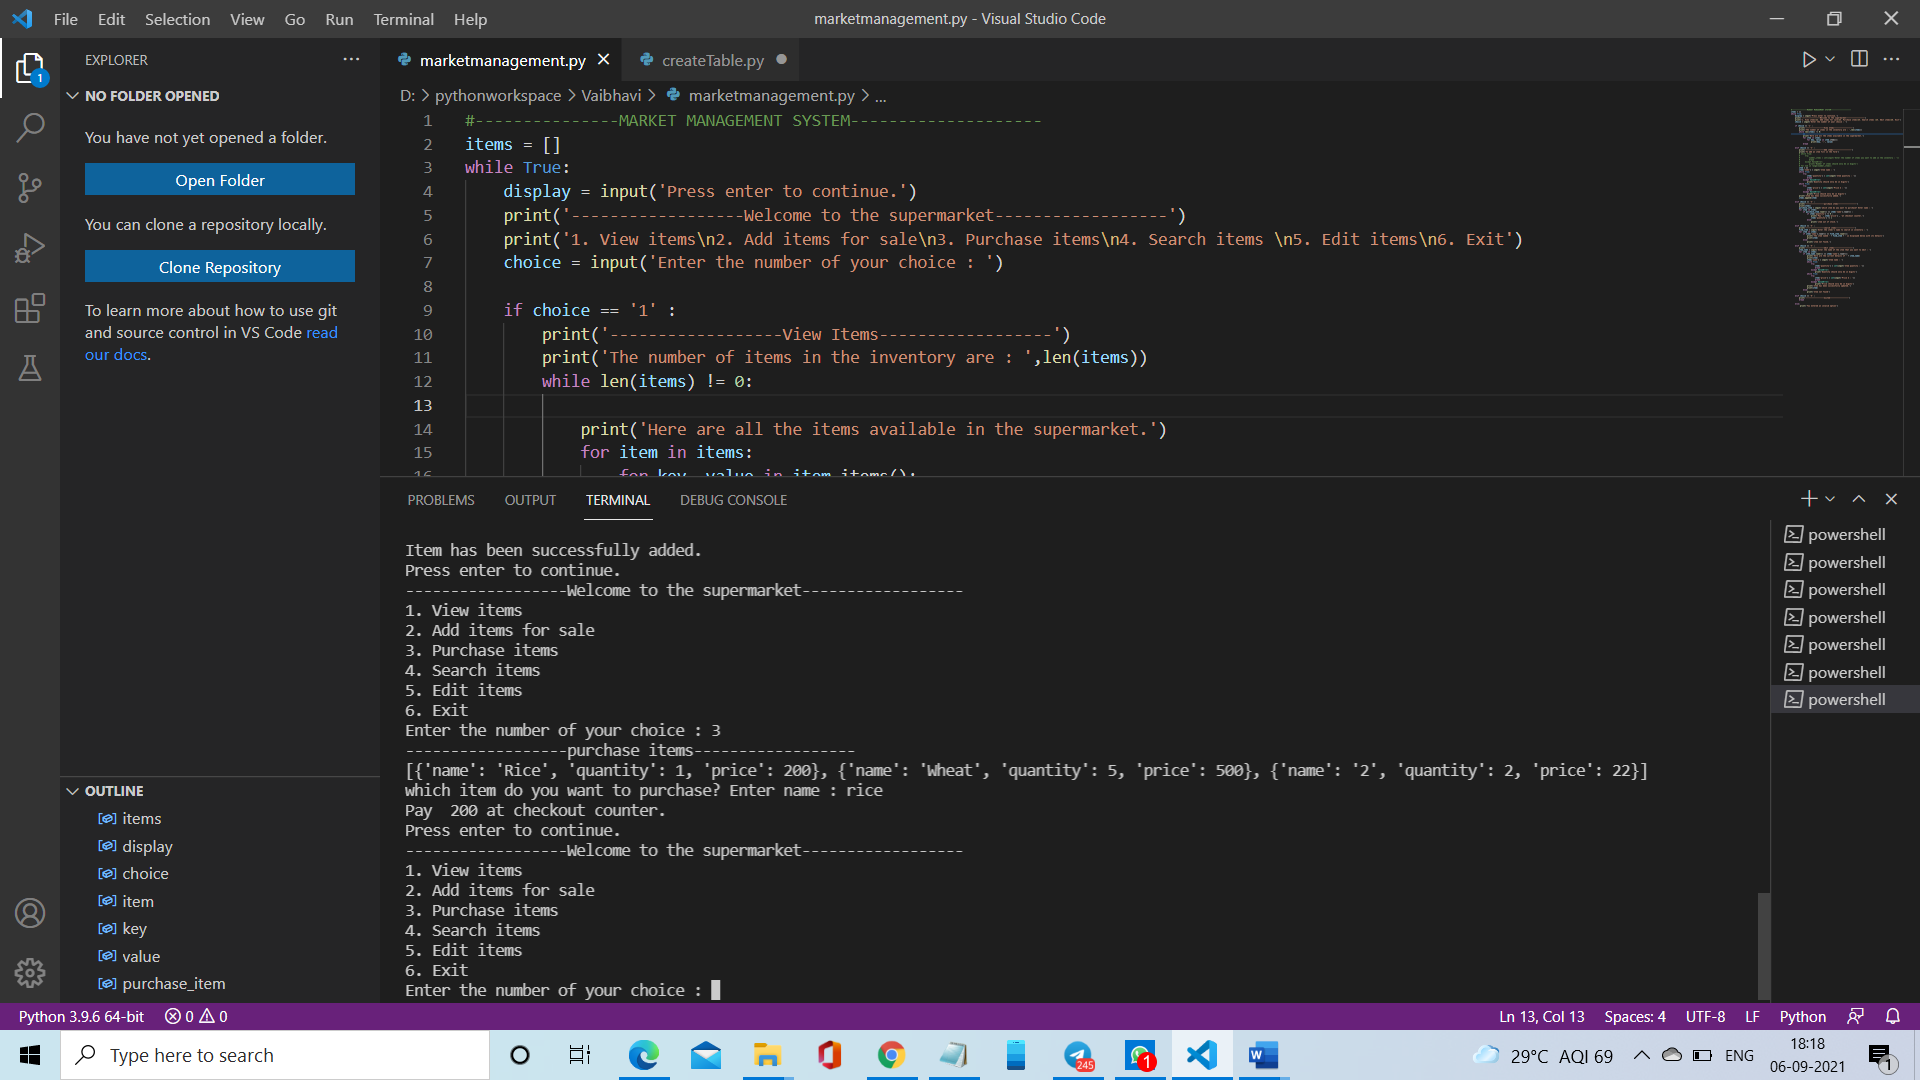 File Edit Selection View Go Run Terminal Help
marketmanagement.py - Visual Studio Code
EXPLORER
NO FOLDER OPENED
You have not yet opened a folder.
Open Folder
You can clone a repository locally.
Clone Repository
To learn more about how to use git
and source control in VS Code read
our docs.
OUTLINE
items
display
choice
item
key
value
purchase_item
marketmanagement.py
createTable.py
D: > pythonworkspace > Vaibhavi > marketmanagement.py > ...
1 #---------------MARKET MANAGEMENT SYSTEM--------------------
2 items = []
3 while True:
4 display = input('Press enter to continue.')
5 print('------------------Welcome to the supermarket------------------')
6 print('1. View items\n2. Add items for sale\n3. Purchase items\n4. Search items \n5. Edit items\n6. Exit')
7 choice = input('Enter the number of your choice : ')
8
9 if choice == '1' :
10 print('------------------View Items------------------')
11 print('The number of items in the inventory are : ',len(items))
12 while len(items) != 0:
13
14 print('Here are all the items available in the supermarket.')
15 for item in items:
16 for key, value in item.items():
PROBLEMS OUTPUT TERMINAL DEBUG CONSOLE
Item has been successfully added.
Press enter to continue.
------------------Welcome to the supermarket------------------
1. View items
2. Add items for sale
3. Purchase items
4. Search items
5. Edit items
6. Exit
Enter the number of your choice : 3
------------------purchase items------------------
[{'name': 'Rice', 'quantity': 1, 'price': 200}, {'name': 'Wheat', 'quantity': 5, 'price': 500}, {'name': '2', 'quantity': 2, 'price': 22}]
which item do you want to purchase? Enter name : rice
Pay  200 at checkout counter.
Press enter to continue.
------------------Welcome to the supermarket------------------
1. View items
2. Add items for sale
3. Purchase items
4. Search items
5. Edit items
6. Exit
Enter the number of your choice :
powershell
powershell
powershell
powershell
powershell
powershell
powershell
Python 3.9.6 64-bit 0 0
Ln 13, Col 13 Spaces: 4 UTF-8 LF Python
Type here to search
245
1
29°C AQI 69 ENG
18:18
06-09-2021
1